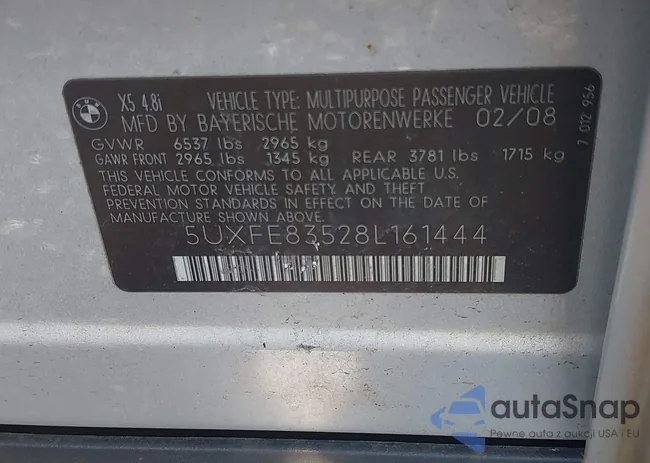 BMW
X5 4.8i VEHICLE TYPE: MULTIPURPOSE PASSENGER VEHICLE
MFD BY BAYERISCHE MOTORENWERKE 02/08
GVWR 6537 lbs 2965 kg
GAWR FRONT 2965 lbs 1345 kg REAR 3781 lbs 1715 kg
THIS VEHICLE CONFORMS TO ALL APPLICABLE U.S.
FEDERAL MOTOR VEHICLE SAFETY AND THEFT
PREVENTION STANDARDS IN EFFECT ON THE DATE OF
MANUFACTURE SHOWN ABOVE.
5UXFE83528L161444
7 012 956
autoSnap
Pewne auto z aukcji USA i EU